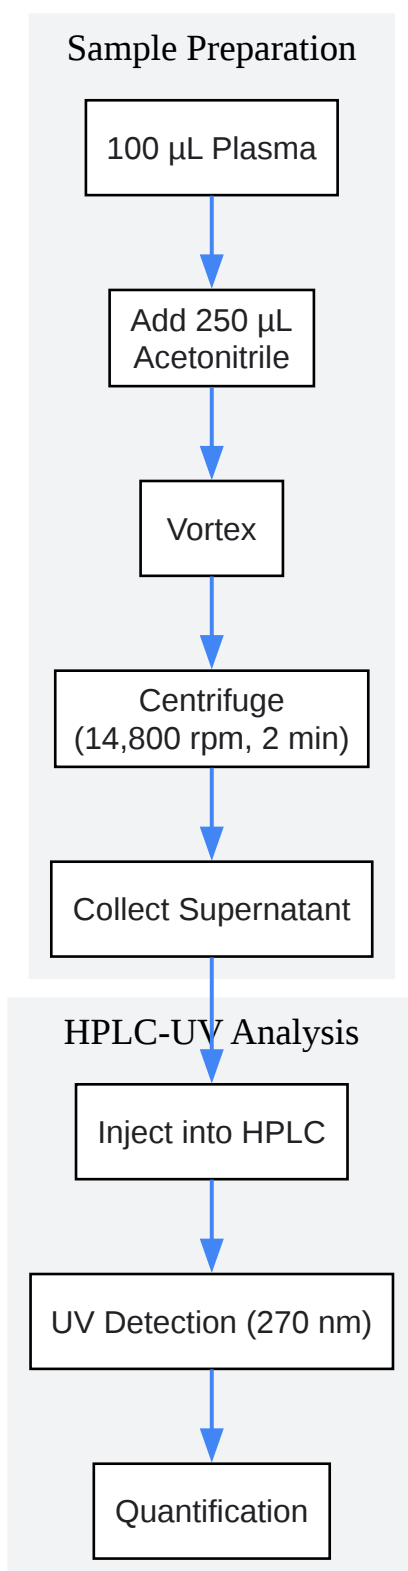 Sample Preparation
100 µL Plasma
Add 250 µL
Acetonitrile
Vortex
Centrifuge
(14,800 rpm, 2 min)
Collect Supernatant
HPLC-UV Analysis
Inject into HPLC
UV Detection (270 nm)
Quantification